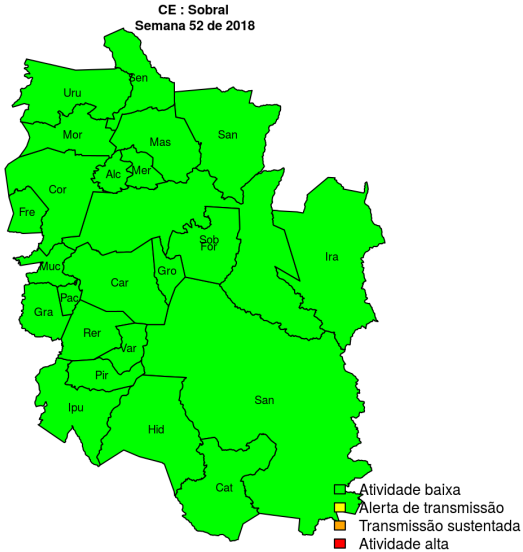 CE : Sobral
Semana 52 de 2018
Sen
Uru
Mor
Mas
San
Alc
Mer
Cor
Fre
Sob
For
Ira
Muc
Gro
Car
Pac
Gra
Rer
Var
Pir
San
Ipu
Hid
Cat
Atividade baixa
Alerta de transmissão
Transmissão sustentada
Atividade alta